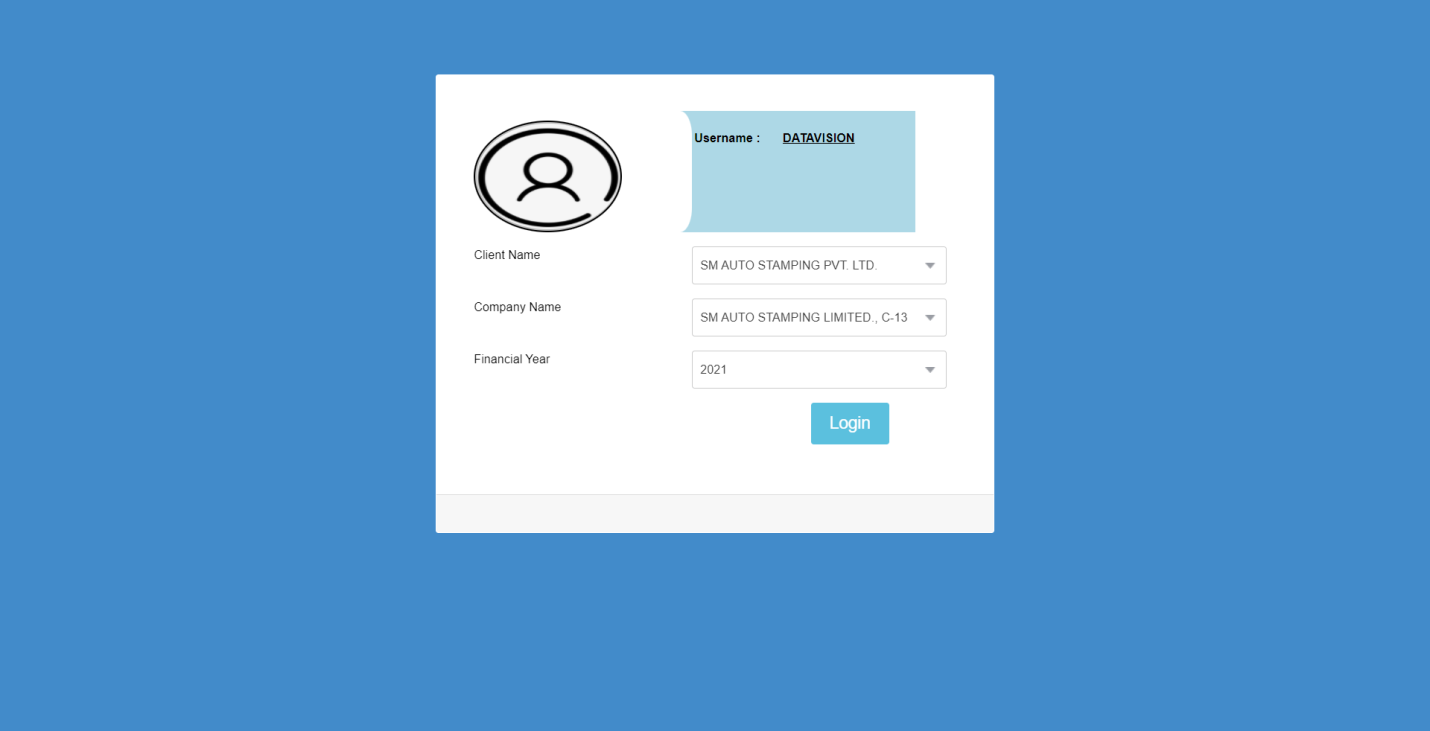 Username : DATAVISION
Client Name SM AUTO STAMPING PVT. LTD.
Company Name SM AUTO STAMPING LIMITED., C-13
Financial Year 2021
Login